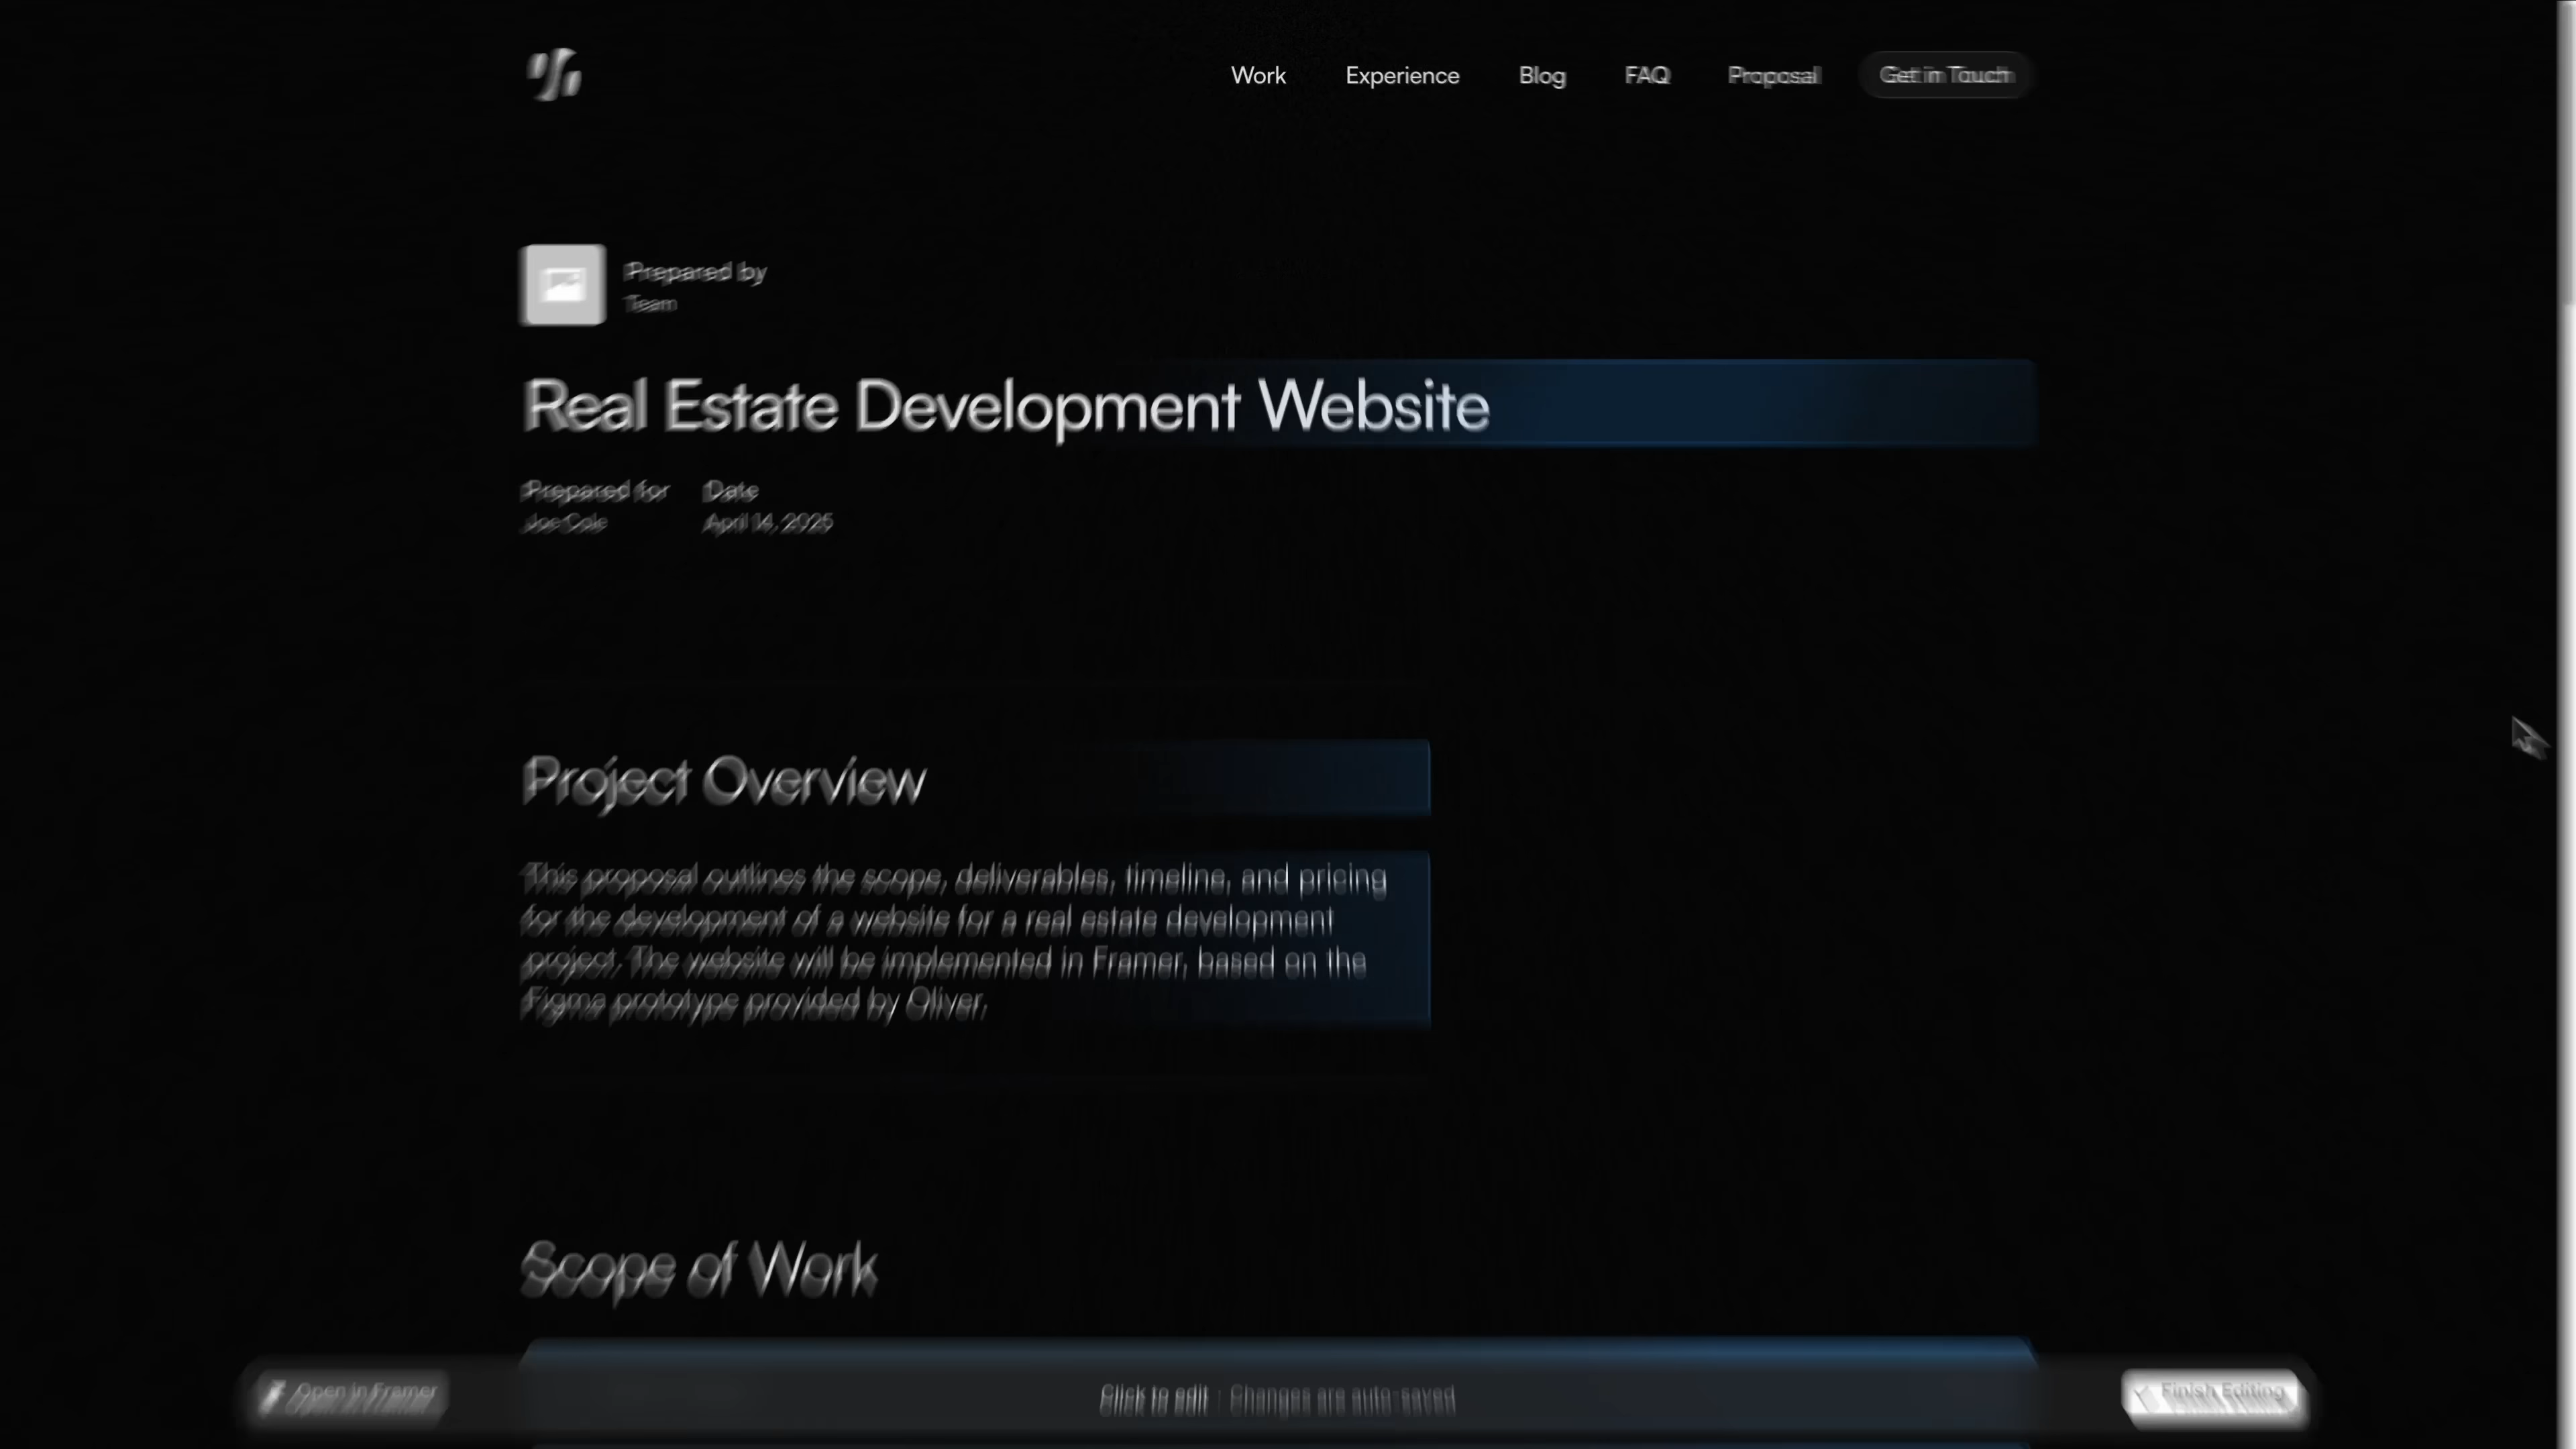 Work
Experience
Blog
FAQ
Proposal
Get in Touch
Prepared by
Team
Real Estate Development Website
Prepared for
Joe Cole
Date
April 14, 2025
Project Overview
This proposal outlines the scope, deliverables, timeline, and pricing
for the development of a website for a real estate development
project. The website will be implemented in Framer, based on the
Figma prototype provided by Oliver.
Scope of Work
Open in Framer
Click to edit
Changes are auto-saved
Finish Editing